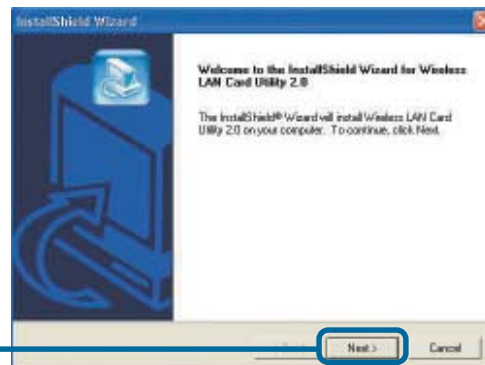 InstallShield Wizard
Welcome to the InstallShield Wizard for Wireless
LAN Card Utility 2.0
The InstallShield® Wizard will install Wireless LAN Card
Utility 2.0 on your computer. To continue, click Next.
Next >
Cancel